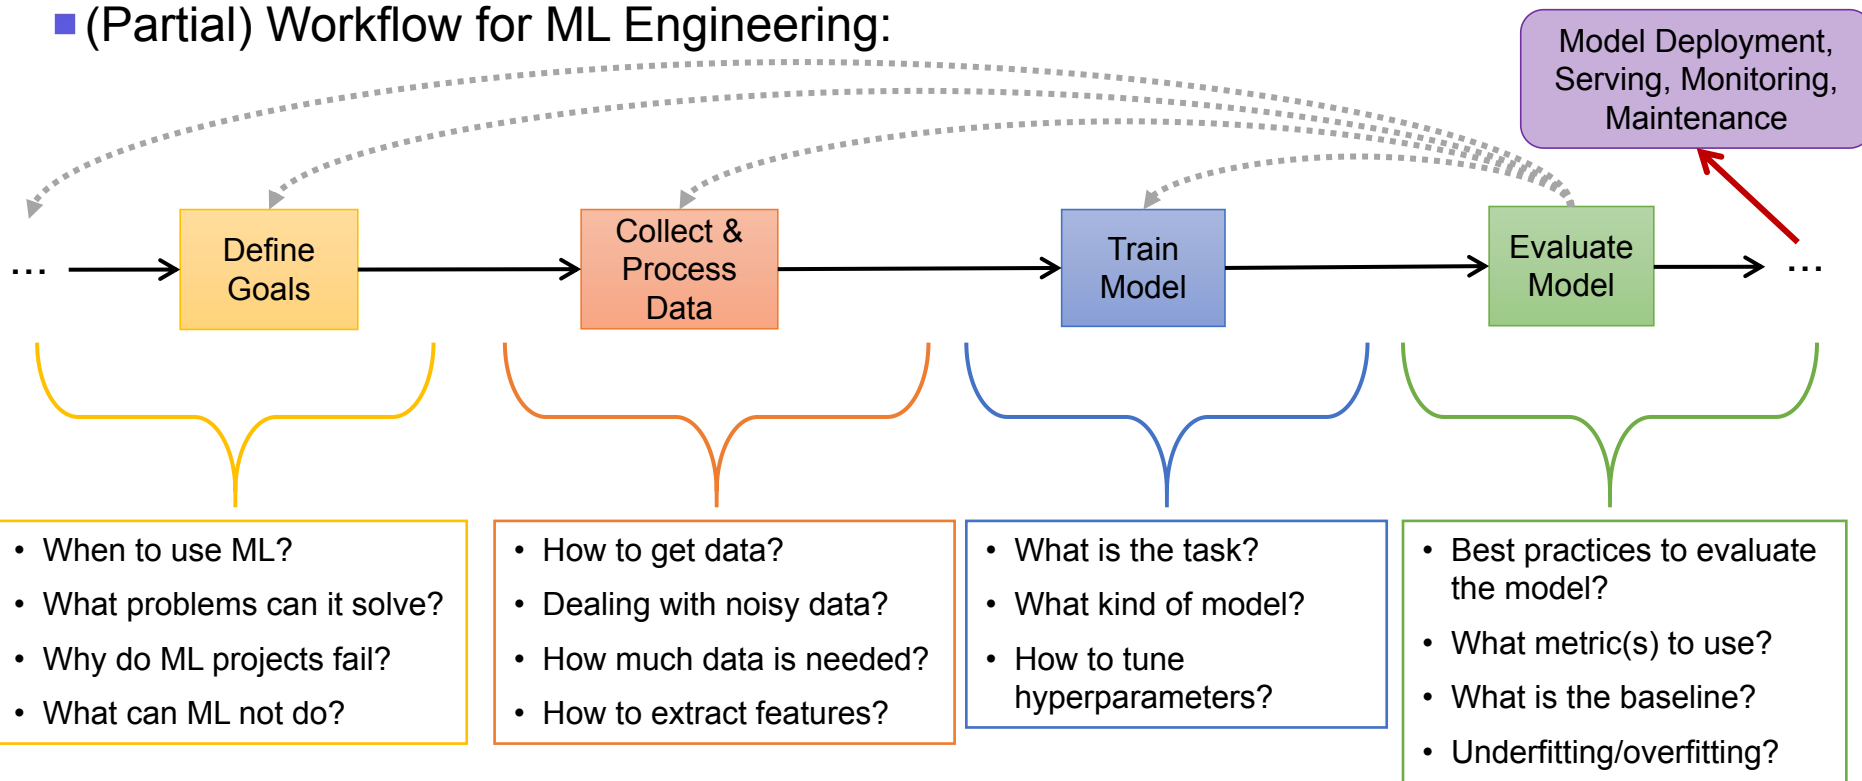 (Partial) Workflow for ML Engineering:
Model Deployment,
Serving, Monitoring,
Maintenance
...
Define
Goals
Collect &
Process
Data
Train
Model
Evaluate
Model
...
• When to use ML?
• What problems can it solve?
• Why do ML projects fail?
• What can ML not do?
• How to get data?
• Dealing with noisy data?
• How much data is needed?
• How to extract features?
• What is the task?
• What kind of model?
• How to tune
hyperparameters?
• Best practices to evaluate
the model?
• What metric(s) to use?
• What is the baseline?
• Underfitting/overfitting?